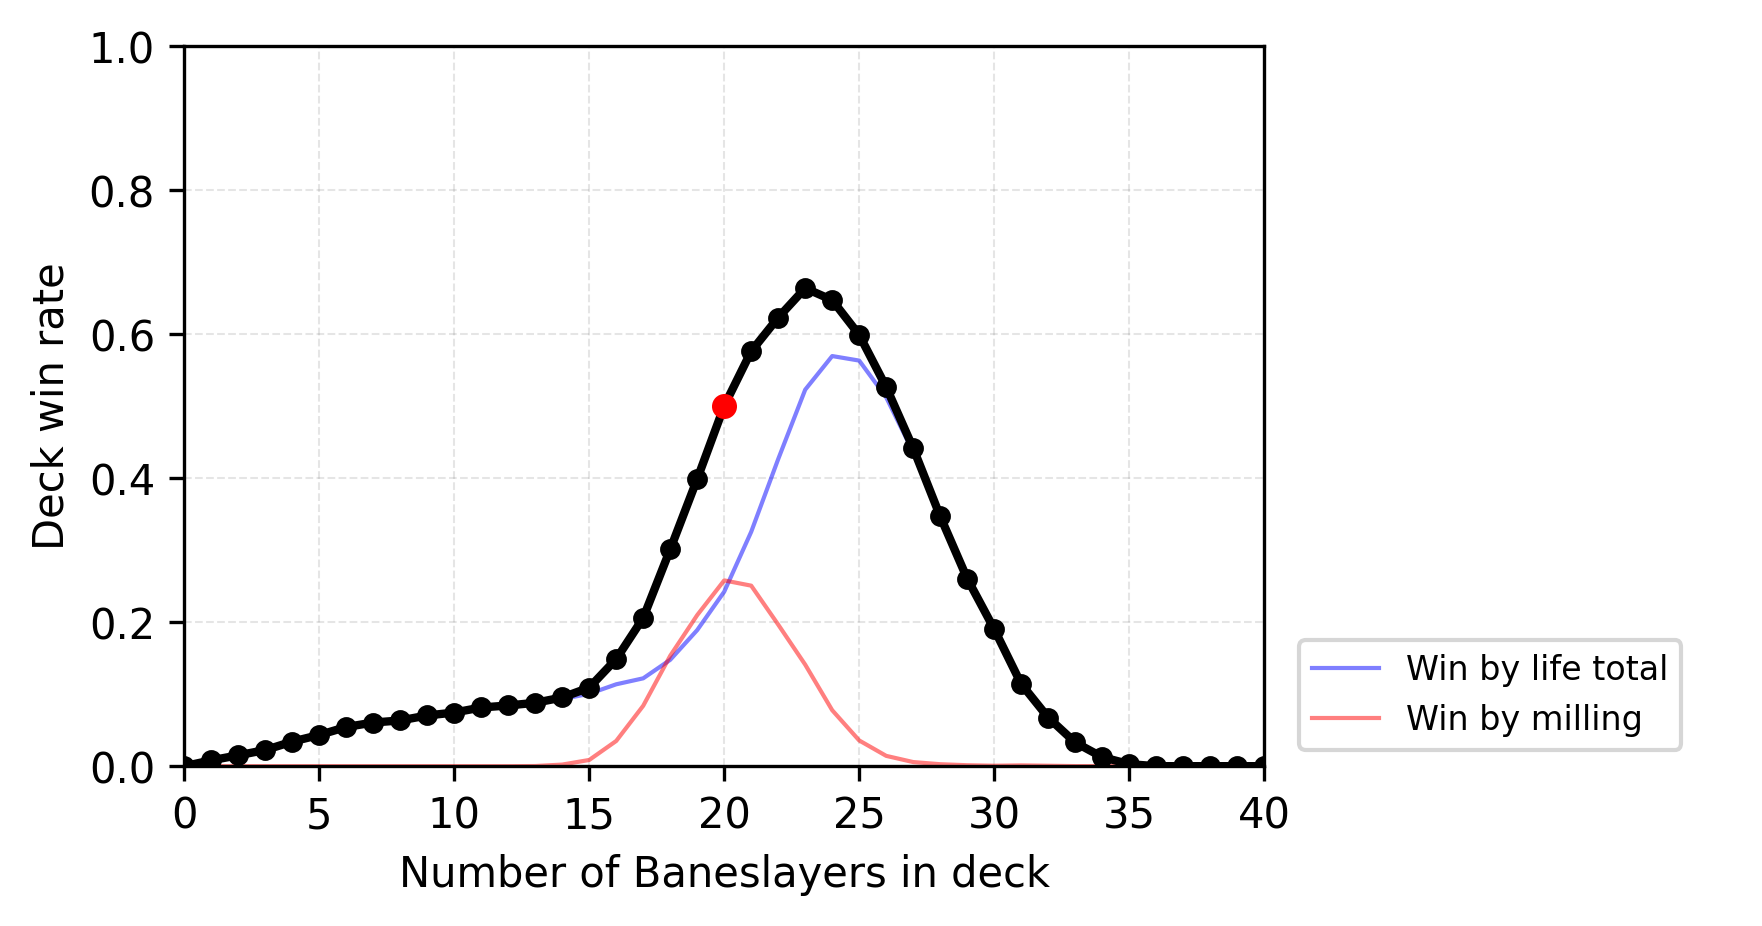 1.0
0.8
0.6
0.4
0.2
0.0
Deck win rate
0 5 10 15 20 25 30 35 40
Number of Baneslayers in deck
Win by life total
Win by milling